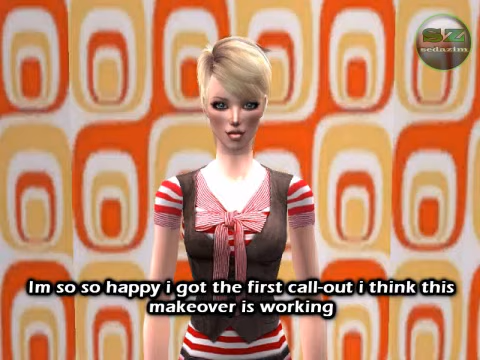 SZ
sedazim
Im so so happy i got the first call-out i think this
makeover is working